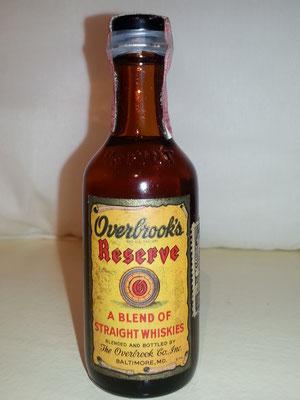 Overbrook's
Reserve
A BLEND OF
STRAIGHT WHISKIES
BLENDED AND BOTTLED BY
The Overbrook Co., Inc.
BALTIMORE, MD.